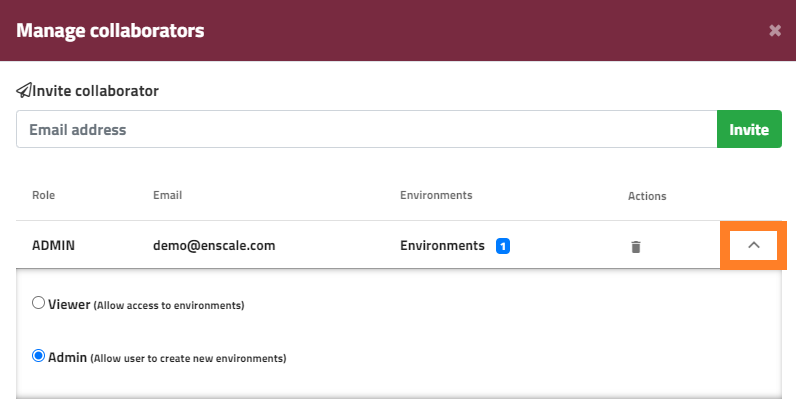 Manage collaborators
Invite collaborator
Email address Invite
Role Email Environments Actions
ADMIN demo@enscale.com Environments 1
Viewer (Allow access to environments)
Admin (Allow user to create new environments)